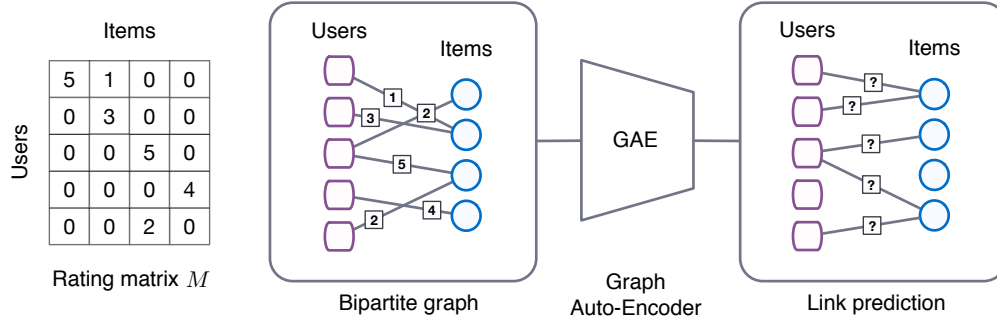 Items
Users
5 1 0 0
0 3 0 0
0 0 5 0
0 0 0 4
0 0 2 0
Rating matrix M
Users
Items
1
2
3
5
4
2
Bipartite graph
GAE
Graph
Auto-Encoder
Users
Items
?
?
?
?
?
Link prediction